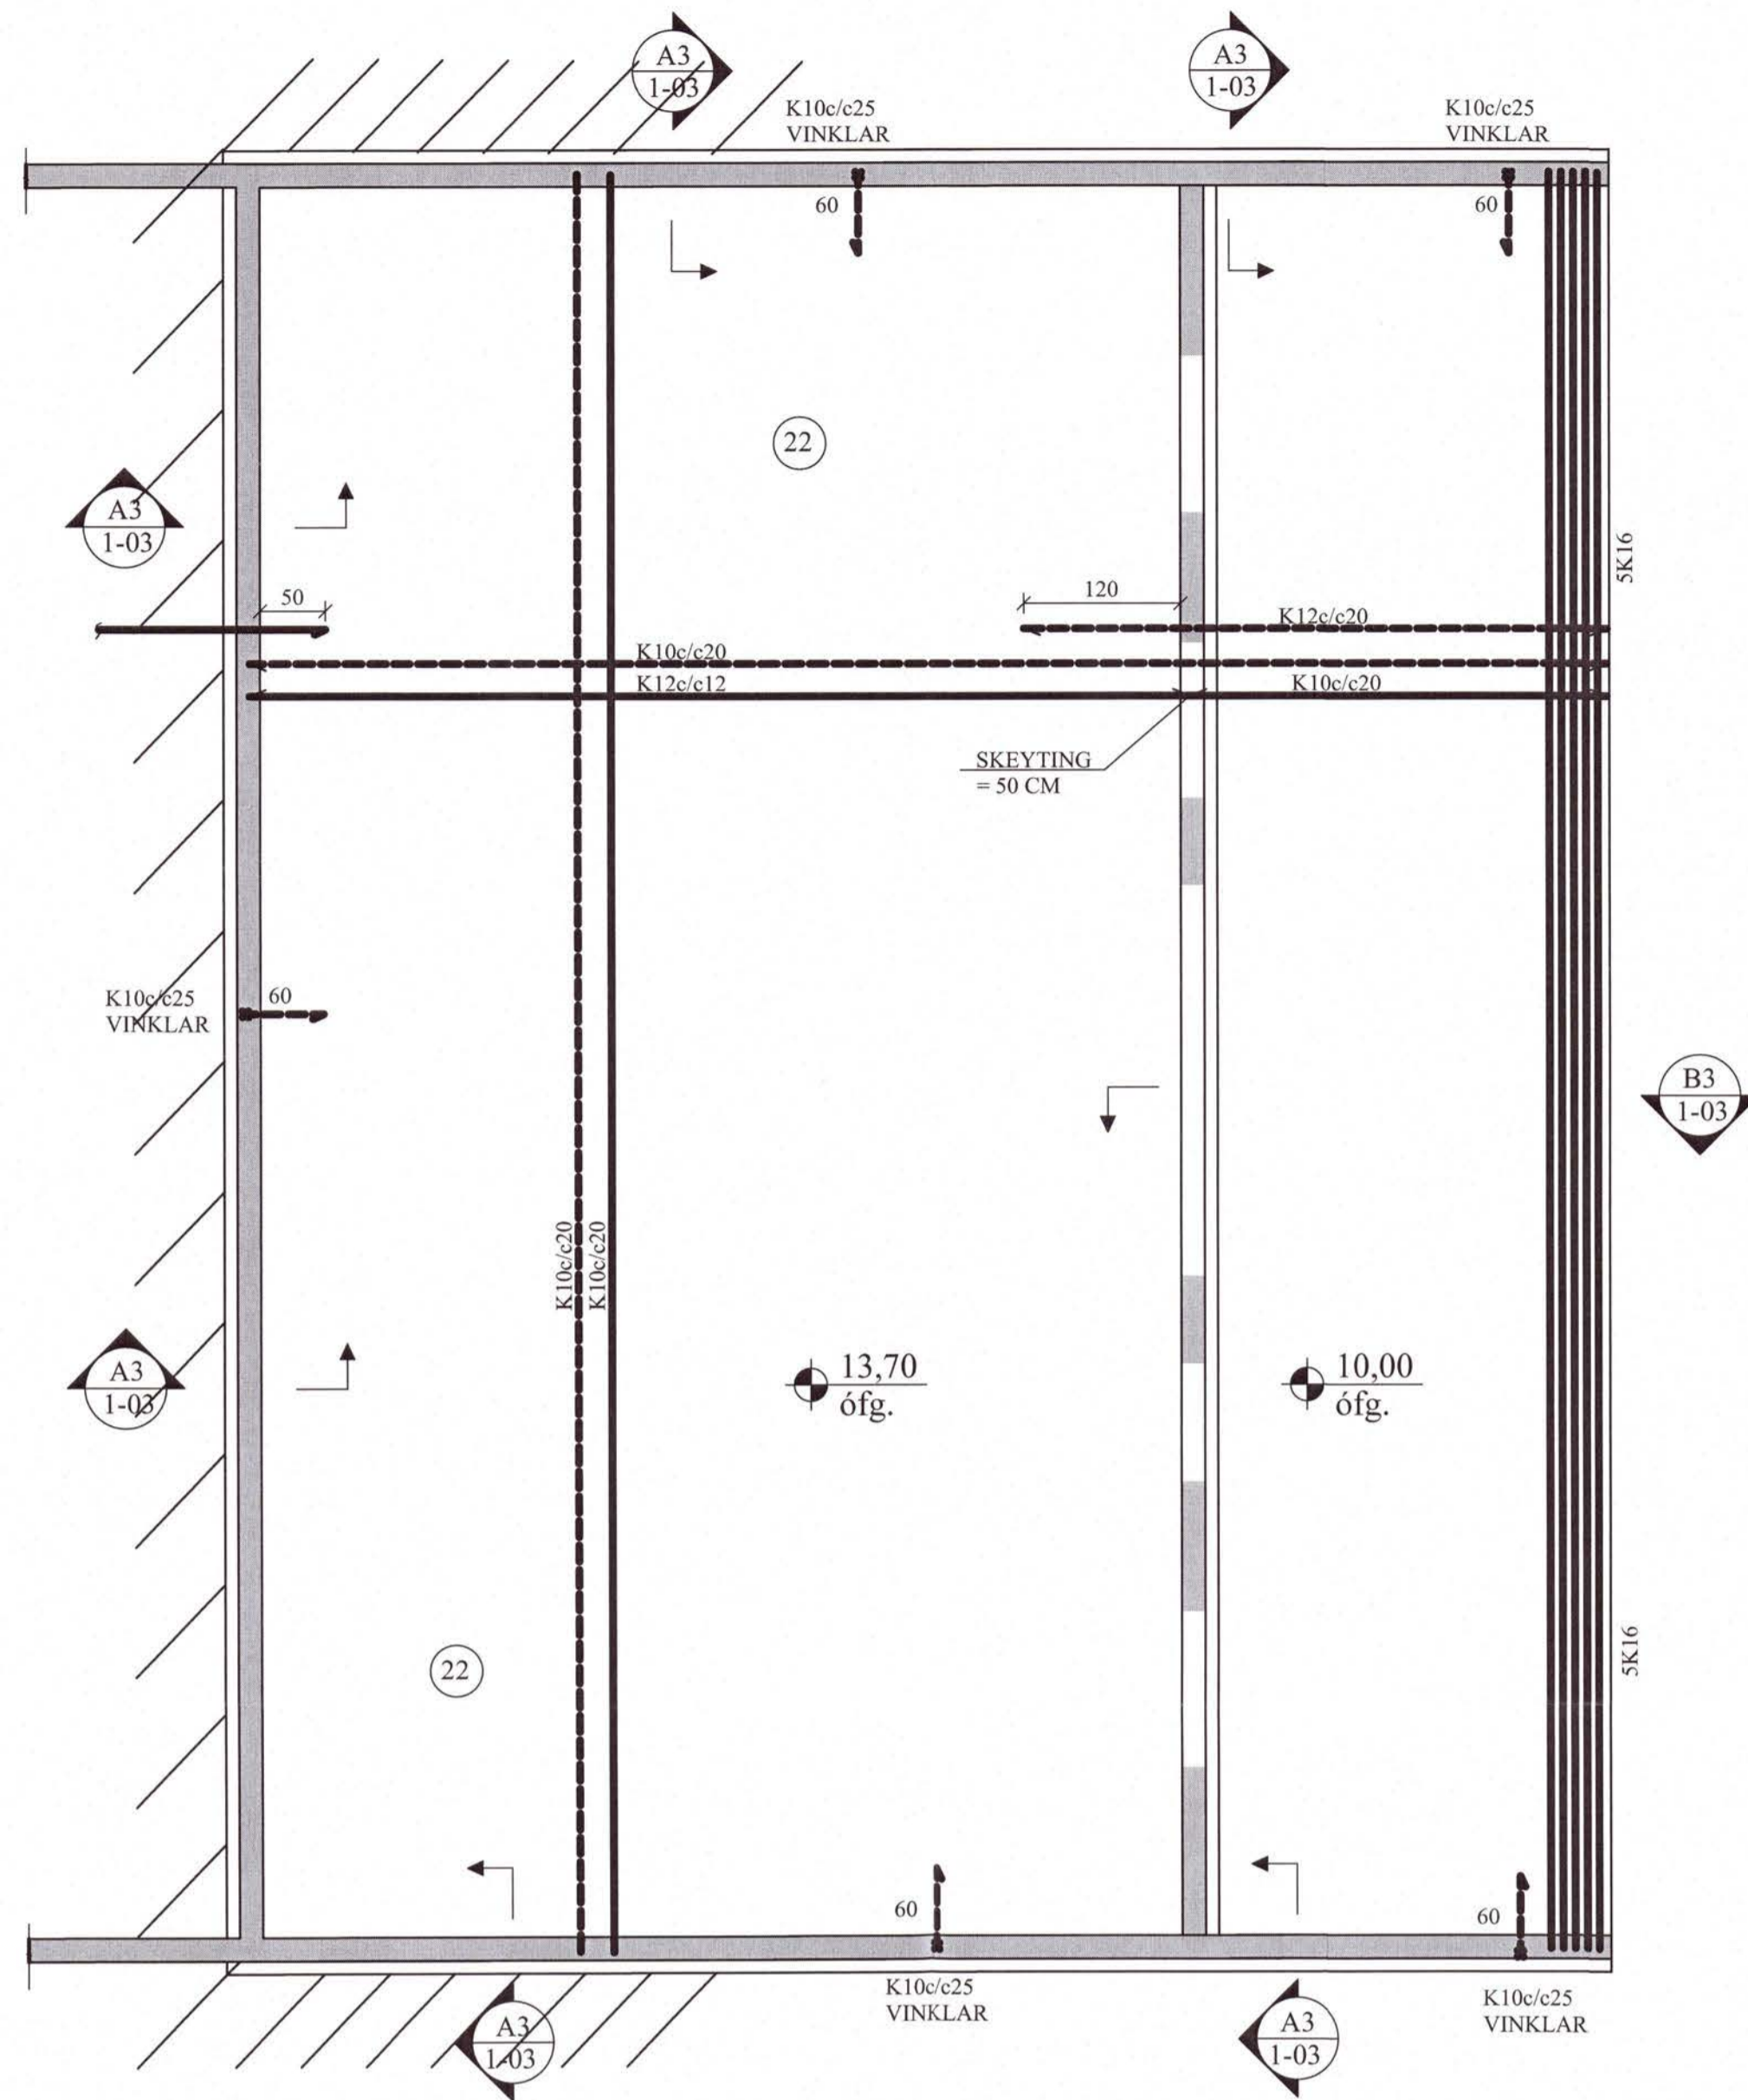 A3
1-03
A3
1-03
K10c/c25
VINKLAR
K10c/c25
VINKLAR
60
60
22
A3
1-03
5K16
50
120
K12c/c20
K10c/c20
K12c/c12
K10c/c20
SKEYTING
= 50 CM
K10c/c25
VINKLAR
60
B3
1-03
K10c/c20
K10c/c20
13,70
ófg.
10,00
ófg.
A3
1-03
5K16
22
60
60
K10c/c25
VINKLAR
K10c/c25
VINKLAR
A3
1-03
A3
1-03